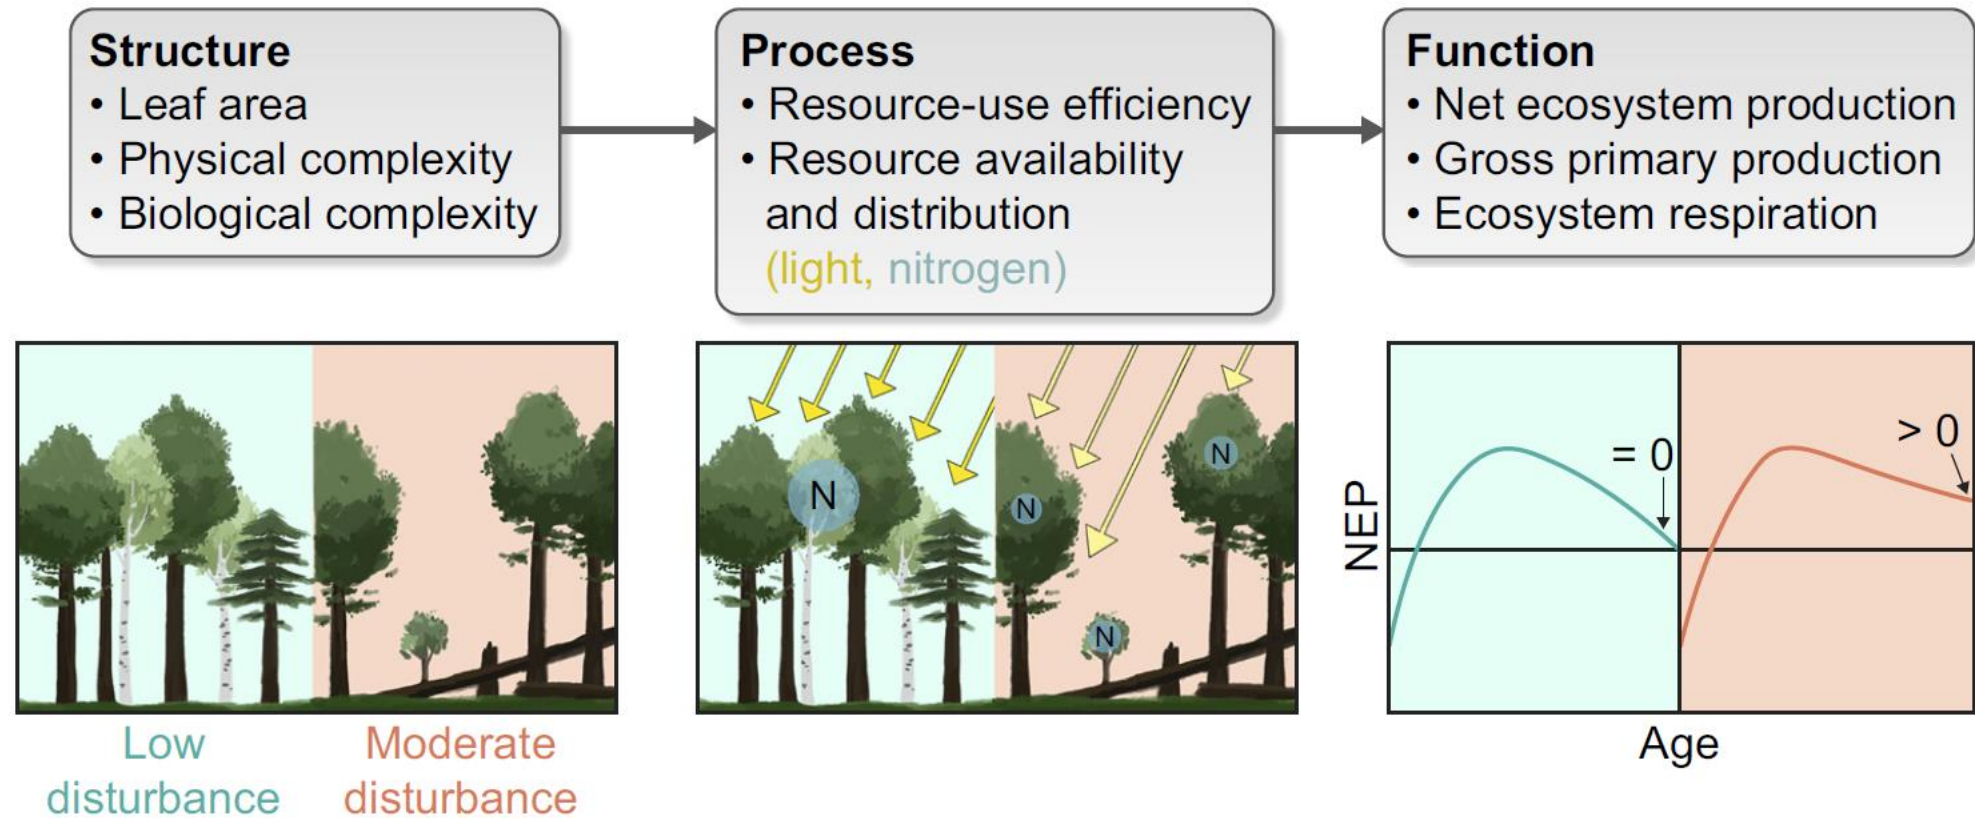 Structure
• Leaf area
• Physical complexity
• Biological complexity
Process
• Resource-use efficiency
• Resource availability
and distribution
(light, nitrogen)
Function
• Net ecosystem production
• Gross primary production
• Ecosystem respiration
Low
disturbance
Moderate
disturbance
N
N
N
N
NEP
= 0
> 0
Age